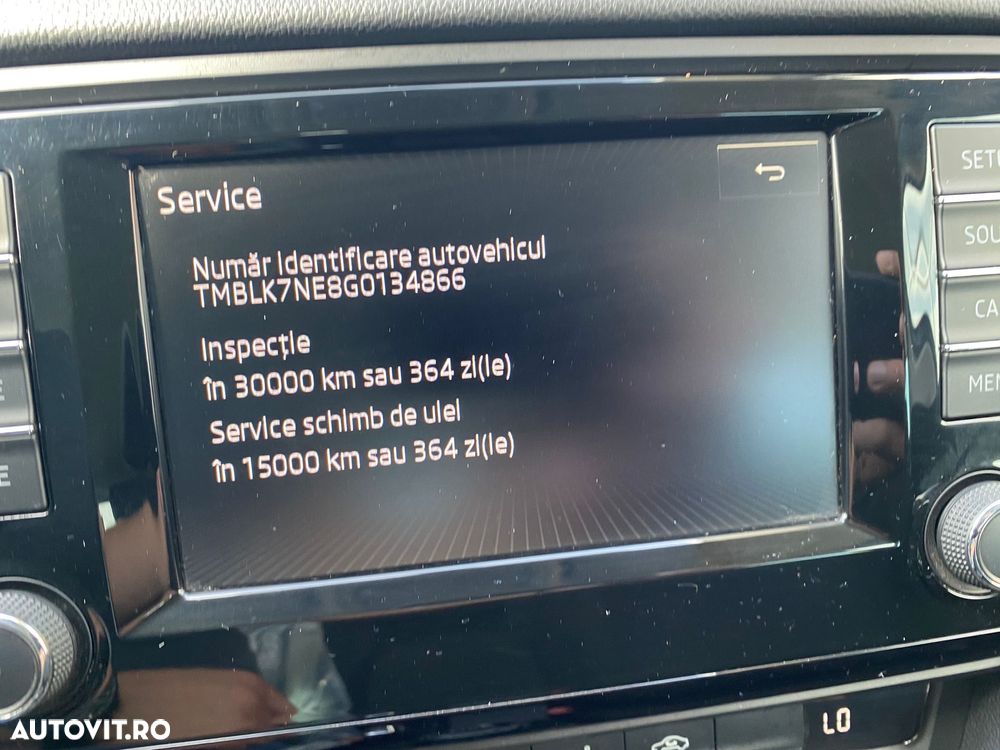 Service
Număr identificare autovehicul
TMBLK7NE8G0134866
Inspecție
în 30000 km sau 364 zi(le)
Service schimb de ulei
în 15000 km sau 364 zi(le)
SETU
SOU
CA
MEN
E
E
LO
AUTOVIT.RO